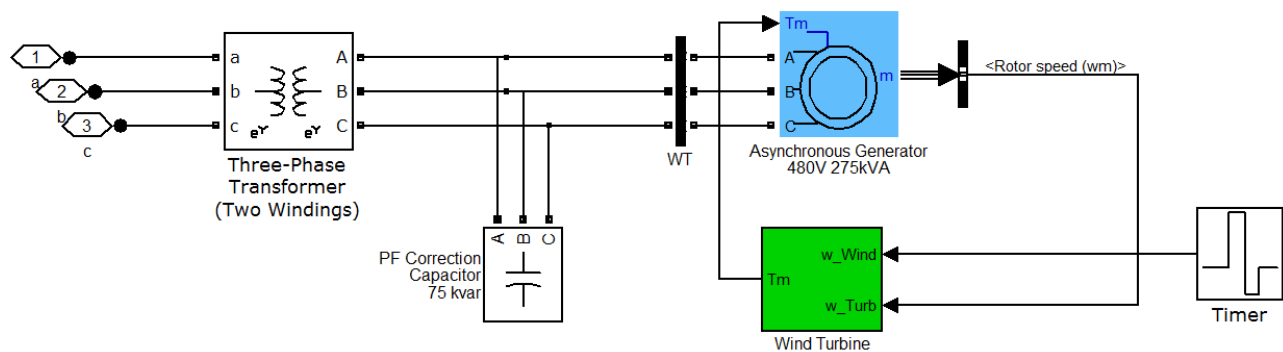 1
a
2
b
3
c
a
b
c
A
B
C
Three-Phase
Transformer
(Two Windings)
A
B
C
PF Correction
Capacitor
75 kvar
WT
Tm
A
B
C
m
Asynchronous Generator
480V 275kVA
<Rotor speed (wm)>
Tm
w_Wind
w_Turb
Wind Turbine
Timer